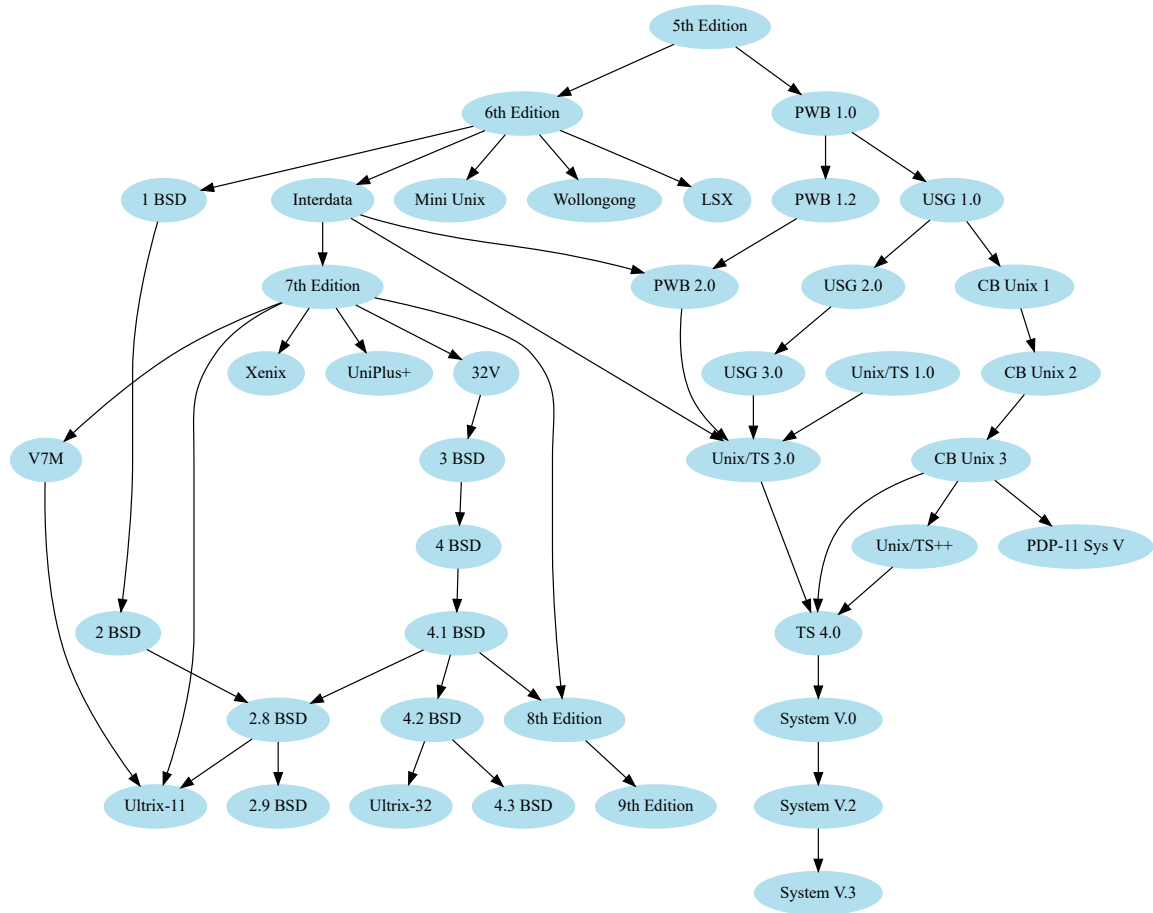 5th Edition
6th Edition
PWB 1.0
1 BSD
Interdata
Mini Unix
Wollongong
LSX
PWB 1.2
USG 1.0
7th Edition
PWB 2.0
USG 2.0
CB Unix 1
Xenix
UniPlus+
32V
USG 3.0
Unix/TS 1.0
CB Unix 2
V7M
3 BSD
Unix/TS 3.0
CB Unix 3
4 BSD
Unix/TS++
PDP-11 Sys V
2 BSD
4.1 BSD
TS 4.0
2.8 BSD
4.2 BSD
8th Edition
System V.0
Ultrix-11
2.9 BSD
Ultrix-32
4.3 BSD
9th Edition
System V.2
System V.3